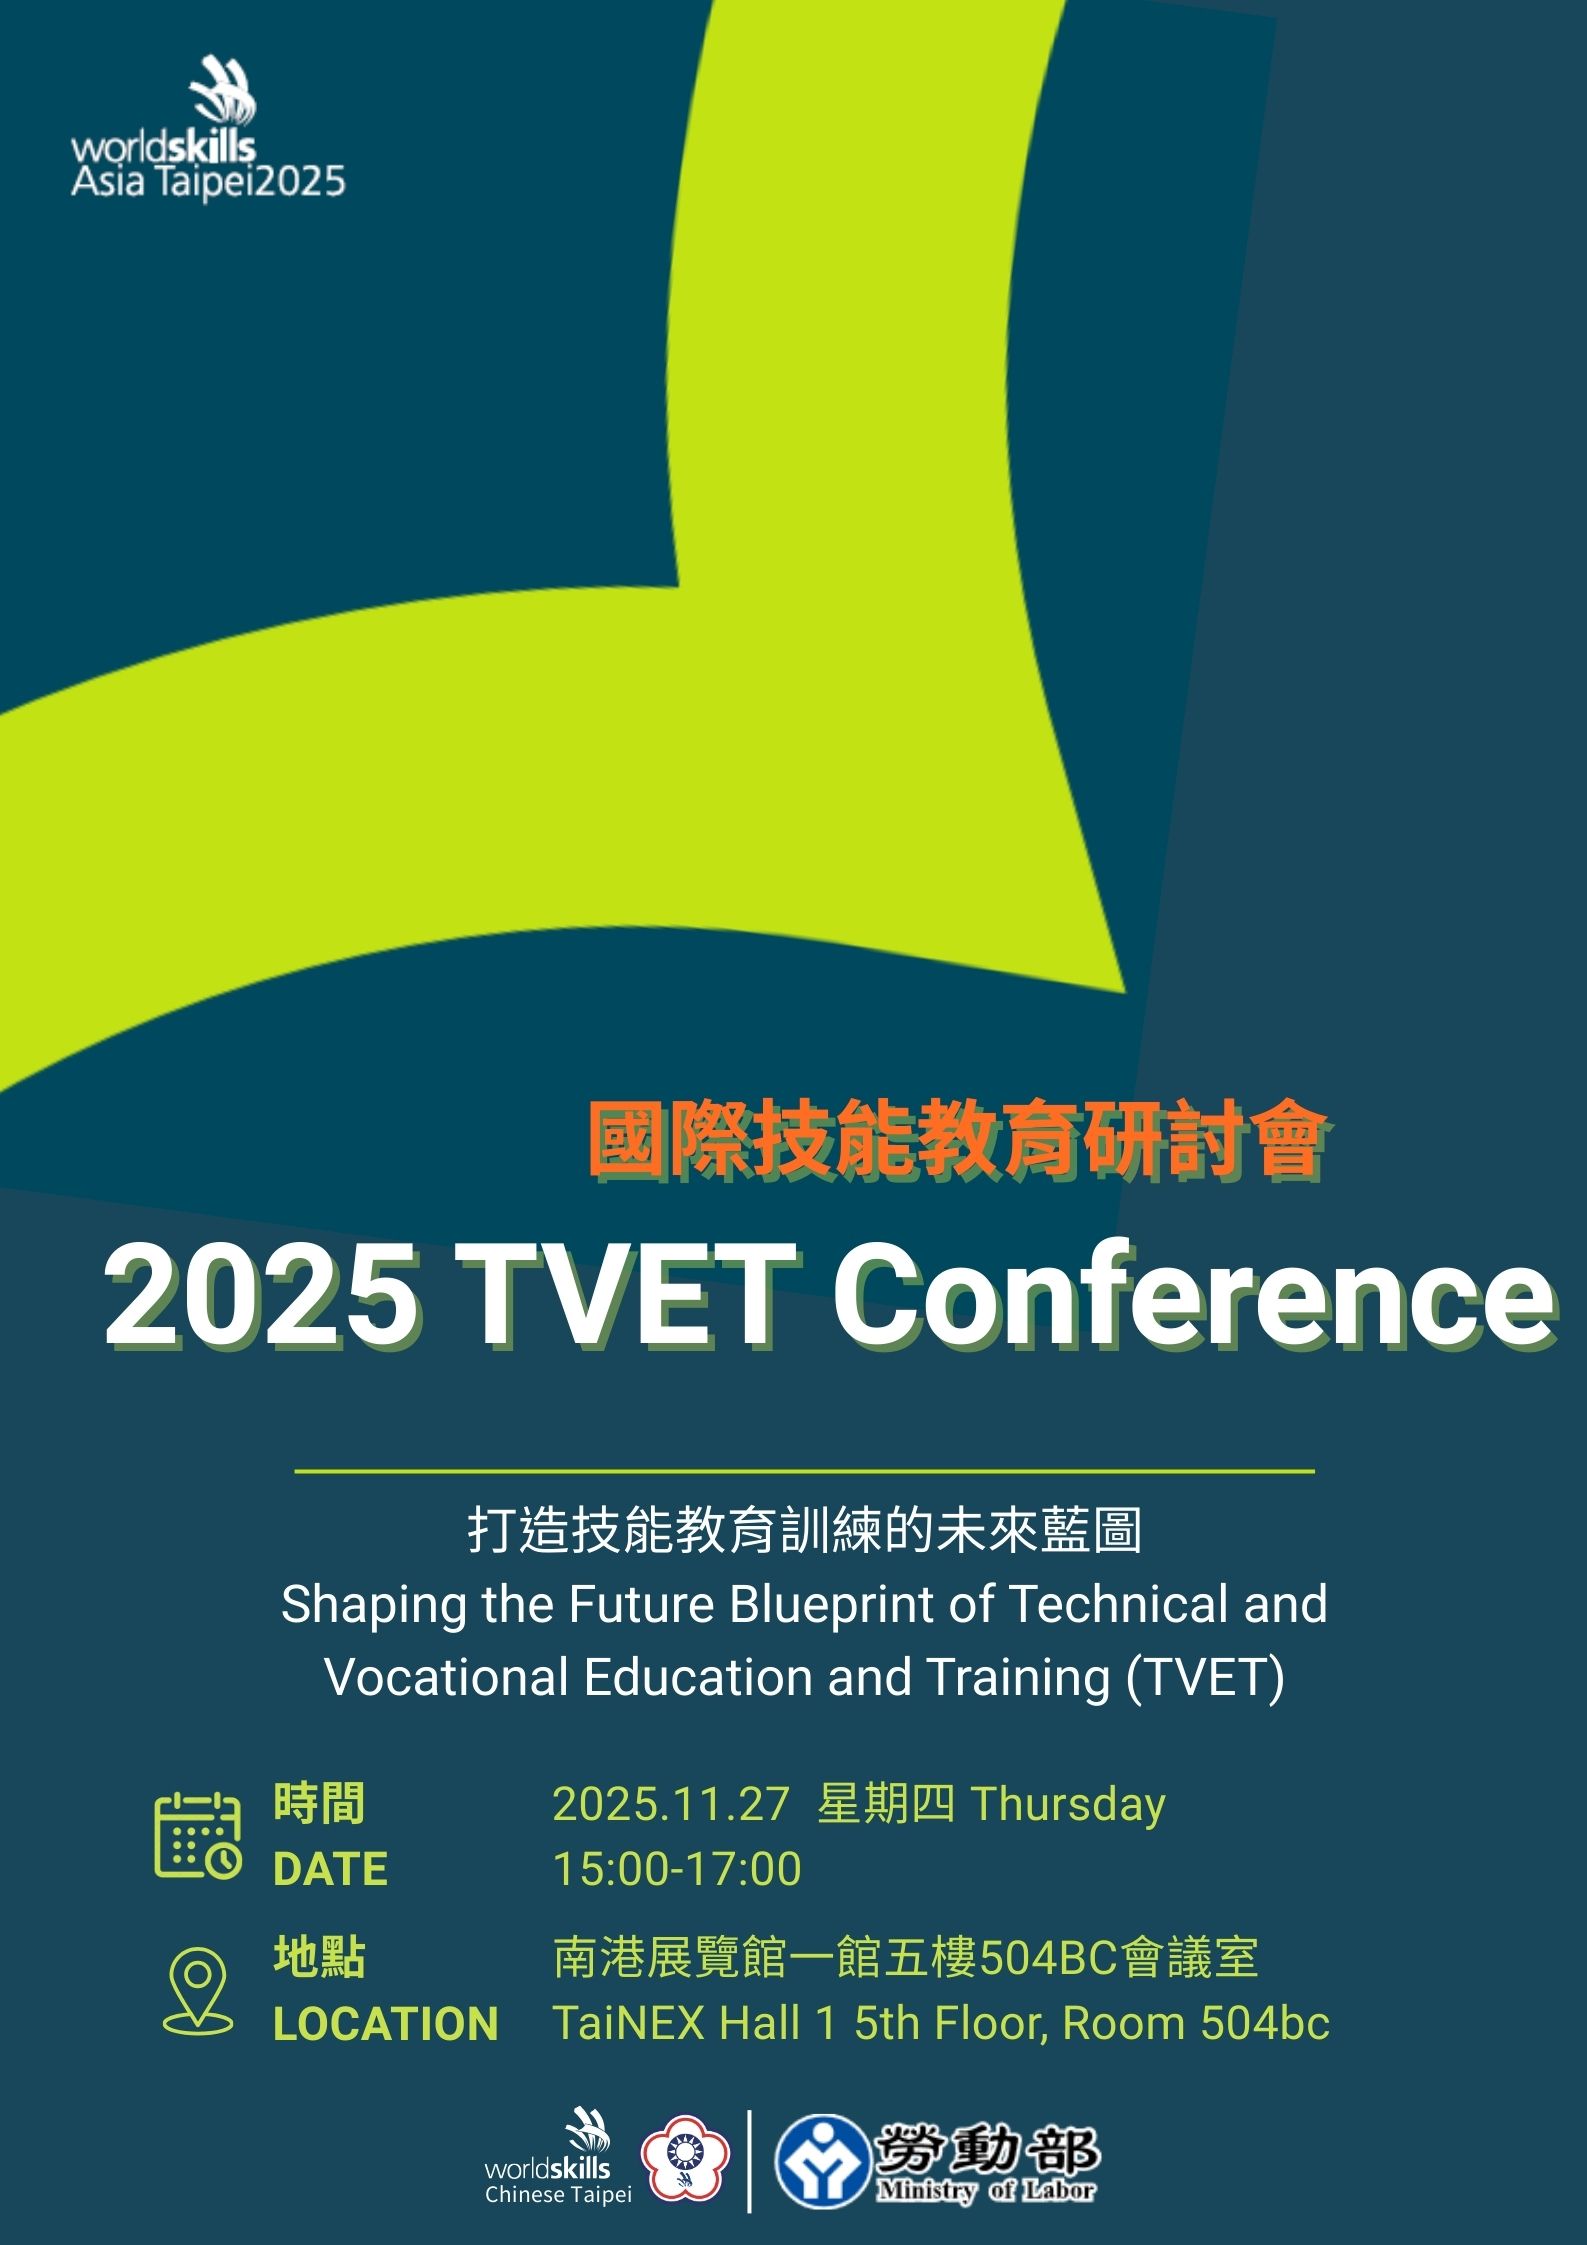 worldskills
Asia Taipei2025
國際技能教育研討會
2025 TVET Conference
打造技能教育訓練的未來藍圖
Shaping the Future Blueprint of Technical and
Vocational Education and Training (TVET)
時間 2025.11.27 星期四 Thursday
DATE 15:00-17:00
地點 南港展覽館一館五樓504BC會議室
LOCATION TaiNEX Hall 1 5th Floor, Room 504bc
worldskills
Chinese Taipei
勞動部
Ministry of Labor